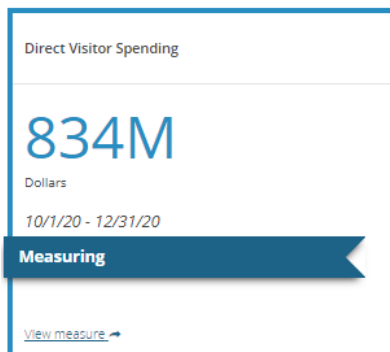 Direct Visitor Spending
834M
Dollars
10/1/20 - 12/31/20
Measuring
View measure